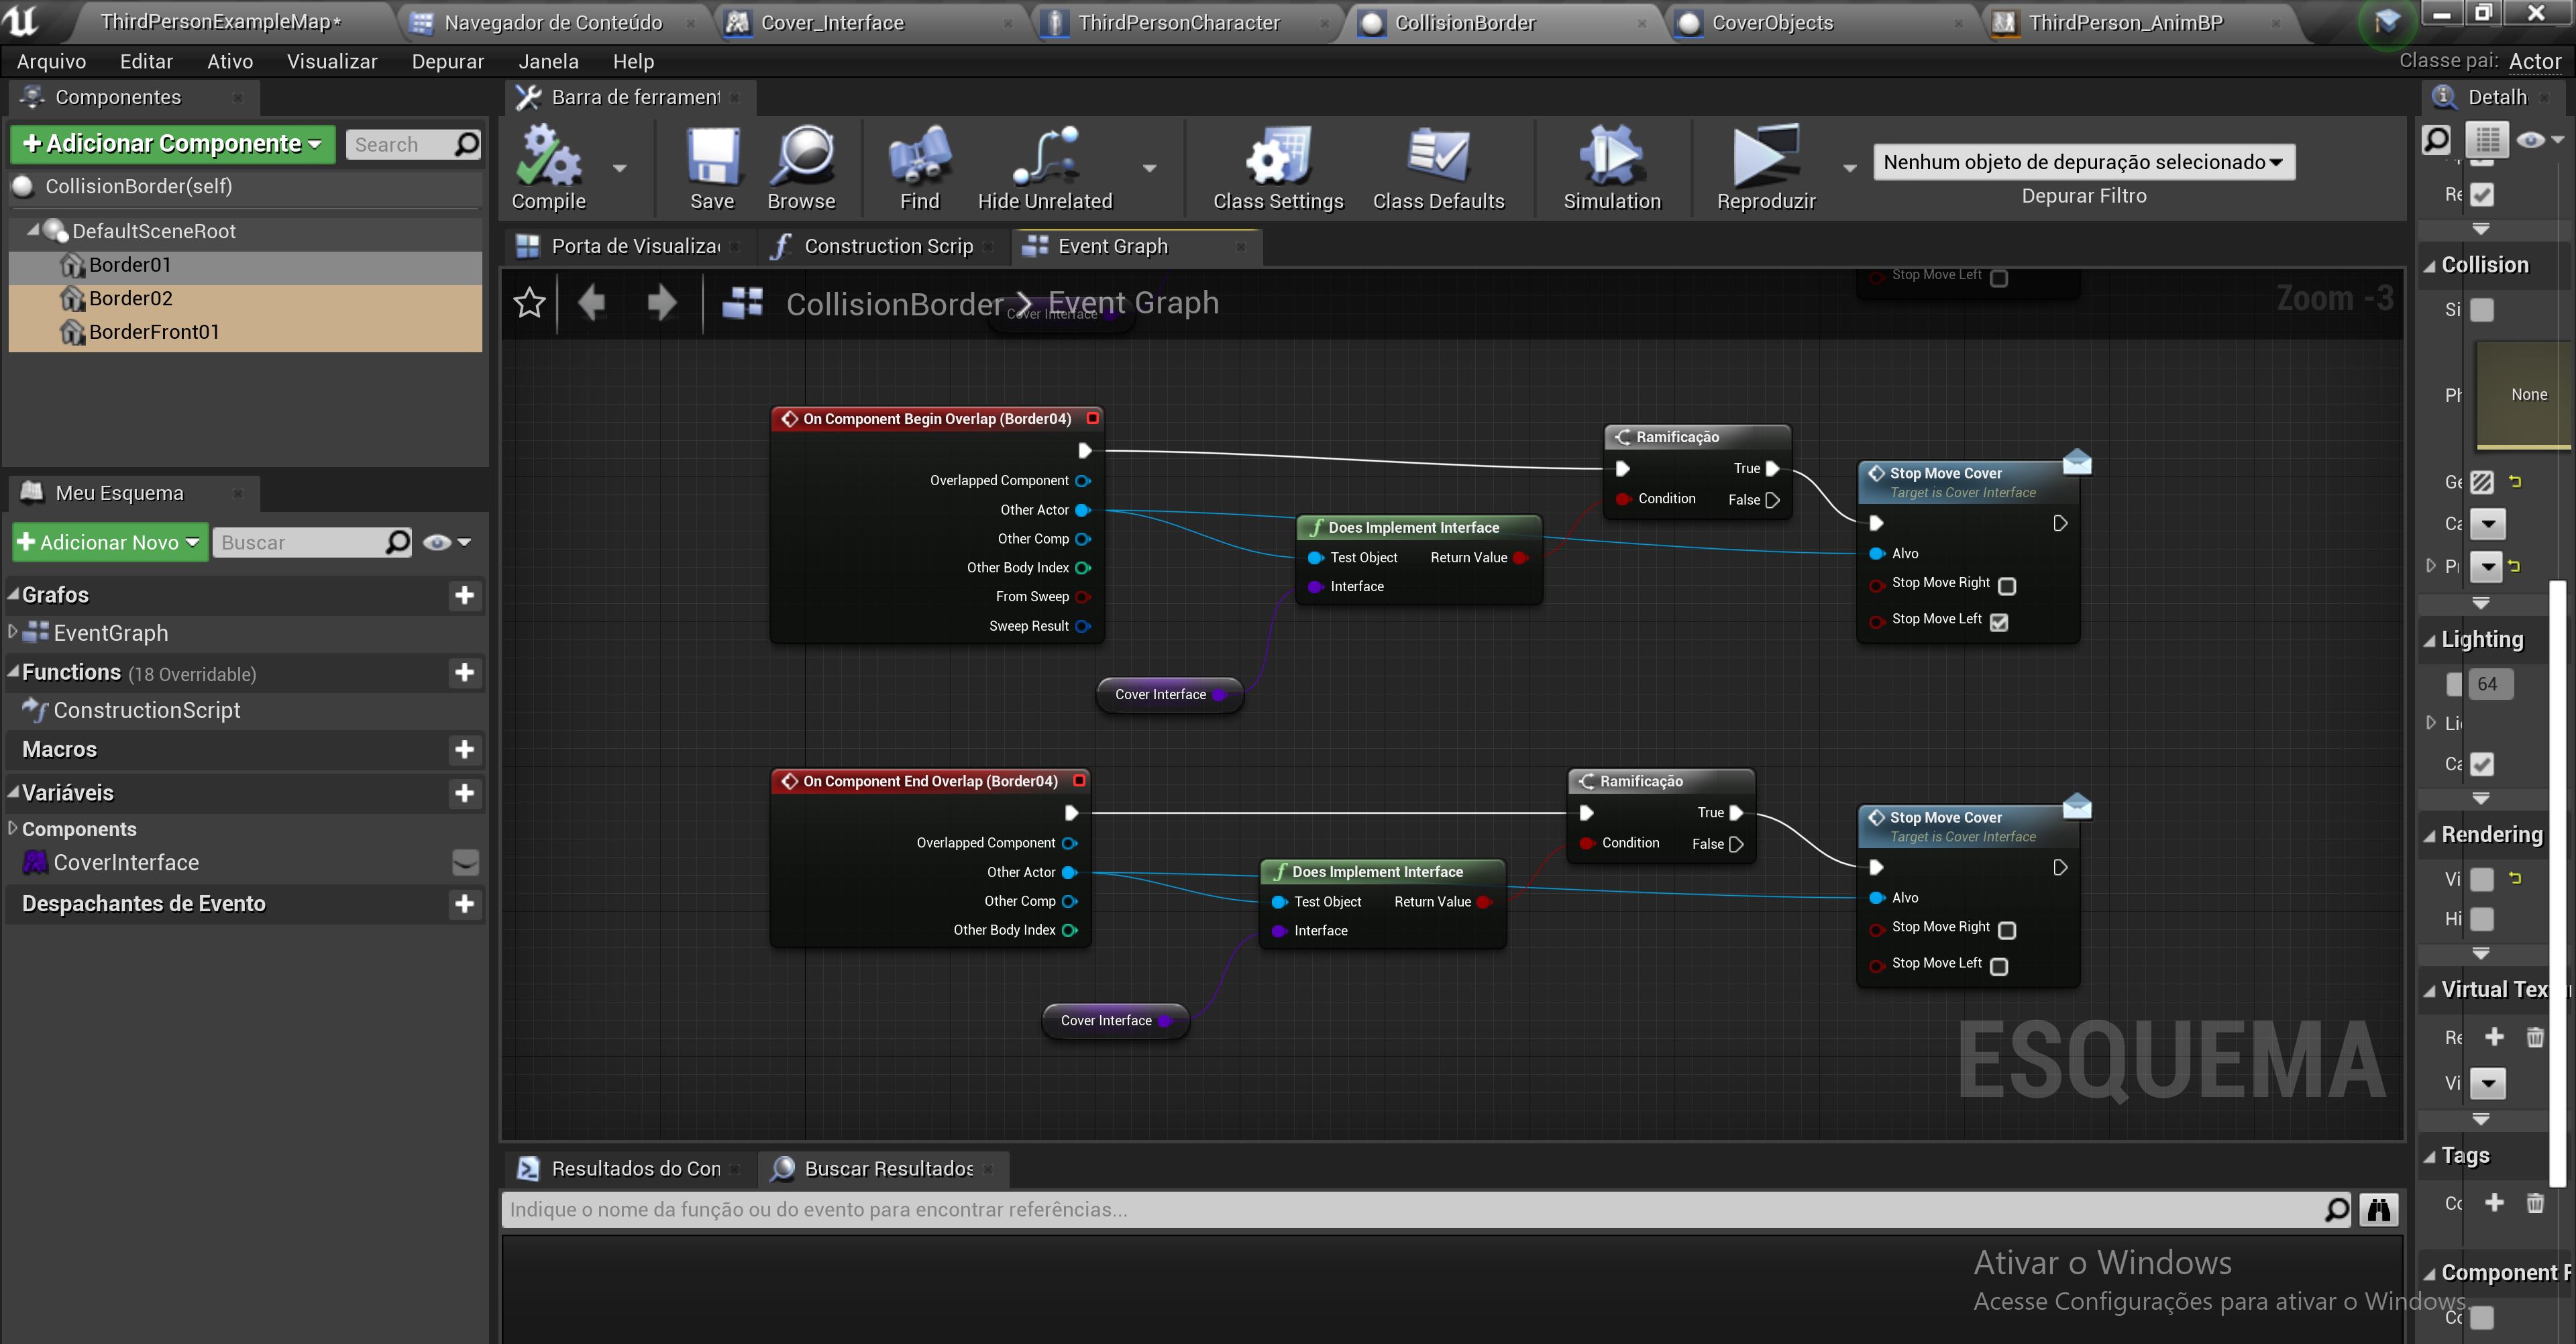 ThirdPersonExampleMap*
Navegador de Conteúdo
Cover_Interface
ThirdPersonCharacter
CollisionBorder
CoverObjects
ThirdPerson_AnimBP
Arquivo Editar Ativo Visualizar Depurar Janela Help
Classe pai: Actor
Componentes
Adicionar Componente
Search
CollisionBorder(self)
DefaultSceneRoot
Border01
Border02
BorderFront01
Barra de ferrament
Compile
Save
Browse
Find
Hide Unrelated
Class Settings
Class Defaults
Simulation
Reproduzir
Nenhum objeto de depuração selecionado
Depurar Filtro
Porta de Visualiza
Construction Scrip
Event Graph
CollisionBorder > Event Graph
Zoom -3
Cover Interface
Stop Move Left
On Component Begin Overlap (Border04)
Overlapped Component
Other Actor
Other Comp
Other Body Index
From Sweep
Sweep Result
Cover Interface
Does Implement Interface
Test Object Return Value
Interface
Ramificação
True
Condition False
Stop Move Cover
Target is Cover Interface
Alvo
Stop Move Right
Stop Move Left
On Component End Overlap (Border04)
Overlapped Component
Other Actor
Other Comp
Other Body Index
Cover Interface
Does Implement Interface
Test Object Return Value
Interface
Ramificação
True
Condition False
Stop Move Cover
Target is Cover Interface
Alvo
Stop Move Right
Stop Move Left
ESQUEMA
Meu Esquema
Adicionar Novo
Buscar
Grafos
EventGraph
Functions (18 Overridable)
ConstructionScript
Macros
Variáveis
Components
CoverInterface
Despachantes de Evento
Resultados do Con
Buscar Resultados
Indique o nome da função ou do evento para encontrar referências...
Detalh
Re
Collision
Si
Ph
None
Ge
Ca
Pr
Lighting
64
Li
Ca
Rendering
Vi
Hi
Virtual Tex
Re
Vi
Tags
Co
Component
Co
Ativar o Windows
Acesse Configurações para ativar o Windows.